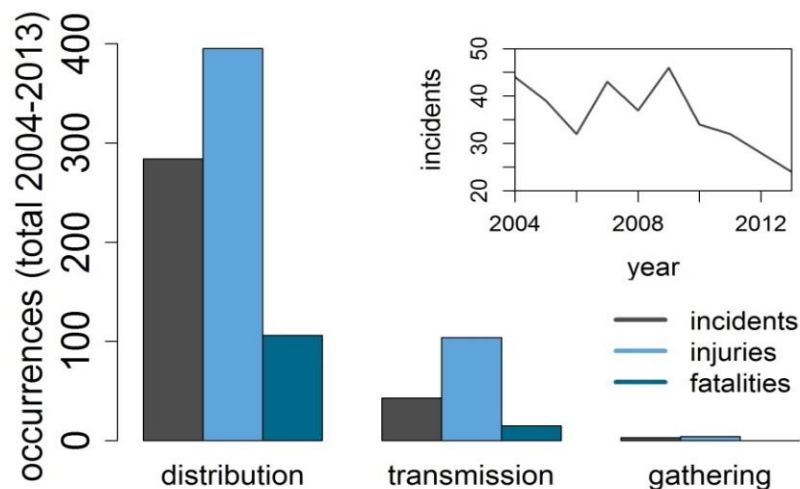 occurrences (total 2004-2013)
400
300
200
100
0
distribution
transmission
gathering
incidents
50
40
30
20
2004
2008
2012
year
incidents
injuries
fatalities